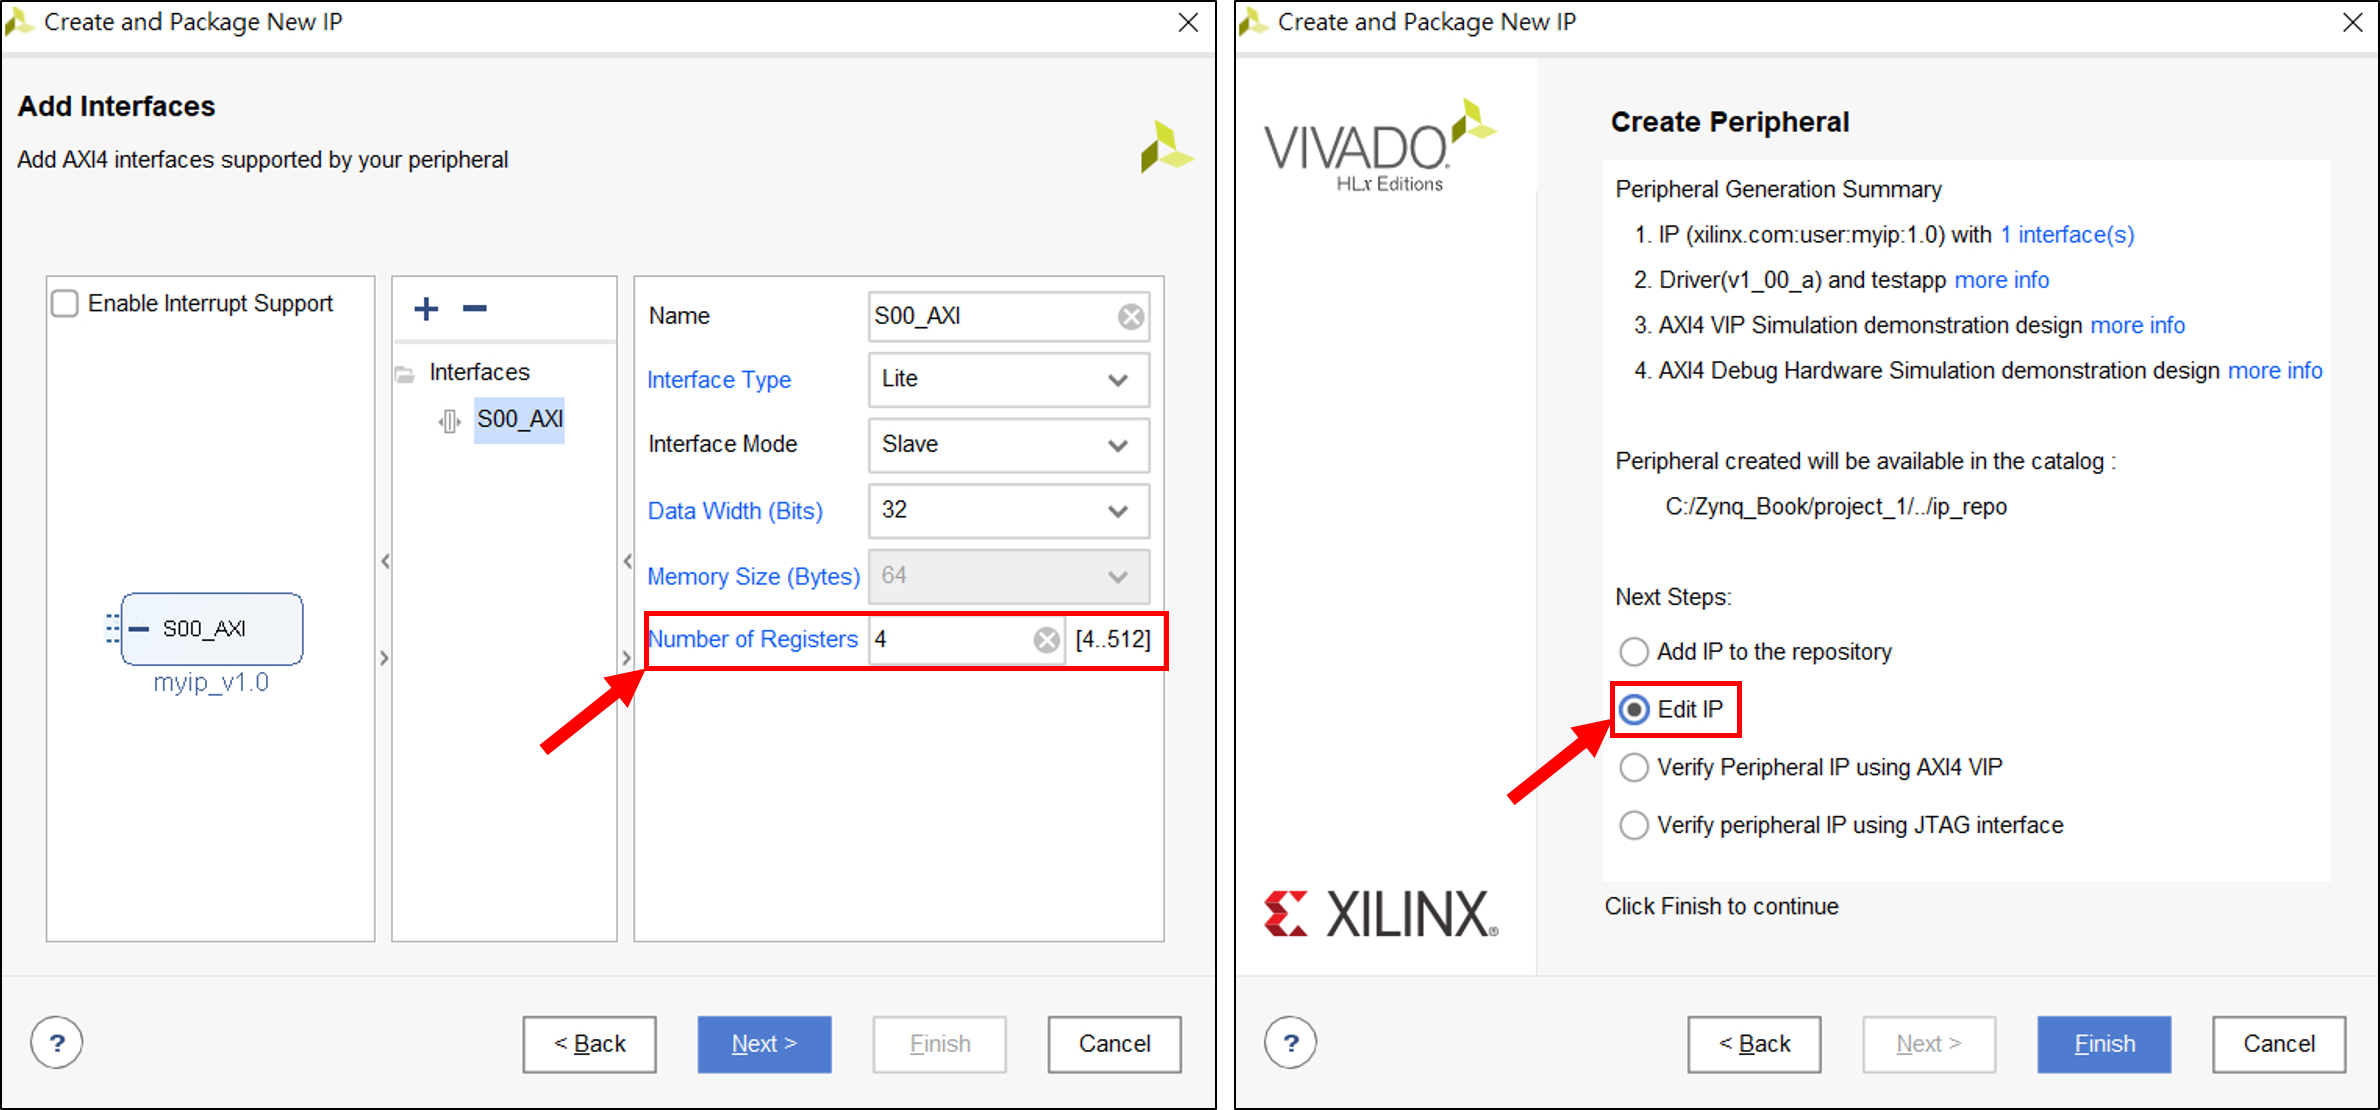 Create and Package New IP
Add Interfaces
Add AXI4 interfaces supported by your peripheral
Enable Interrupt Support
S00_AXI
myip_v1.0
Interfaces
S00_AXI
Name S00_AXI
Interface Type Lite
Interface Mode Slave
Data Width (Bits) 32
Memory Size (Bytes) 64
Number of Registers 4 [4..512]
? < Back Next > Finish Cancel
Create and Package New IP
VIVADO.
HLx Editions
XILINX®
Create Peripheral
Peripheral Generation Summary
1. IP (xilinx.com:user:myip:1.0) with 1 interface(s)
2. Driver(v1_00_a) and testapp more info
3. AXI4 VIP Simulation demonstration design more info
4. AXI4 Debug Hardware Simulation demonstration design more info
Peripheral created will be available in the catalog :
C:/Zynq_Book/project_1/../ip_repo
Next Steps:
Add IP to the repository
Edit IP
Verify Peripheral IP using AXI4 VIP
Verify peripheral IP using JTAG interface
Click Finish to continue
? < Back Next > Finish Cancel